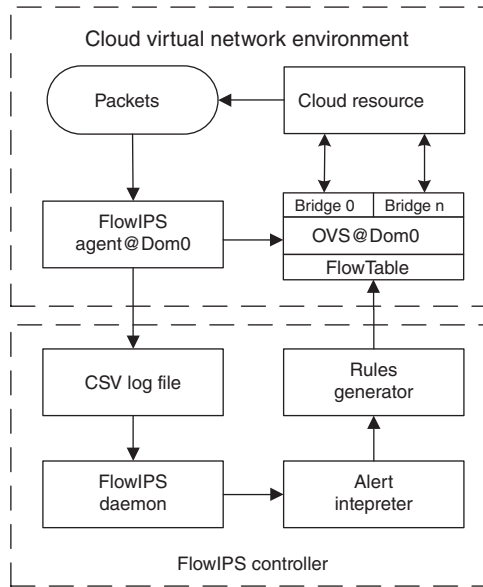 Cloud virtual network environment
Packets
Cloud resource
Bridge 0
Bridge n
FlowIPS
agent@Dom0
OVS@Dom0
FlowTable
CSV log file
Rules
generator
FlowIPS
daemon
Alert
intepreter
FlowIPS controller